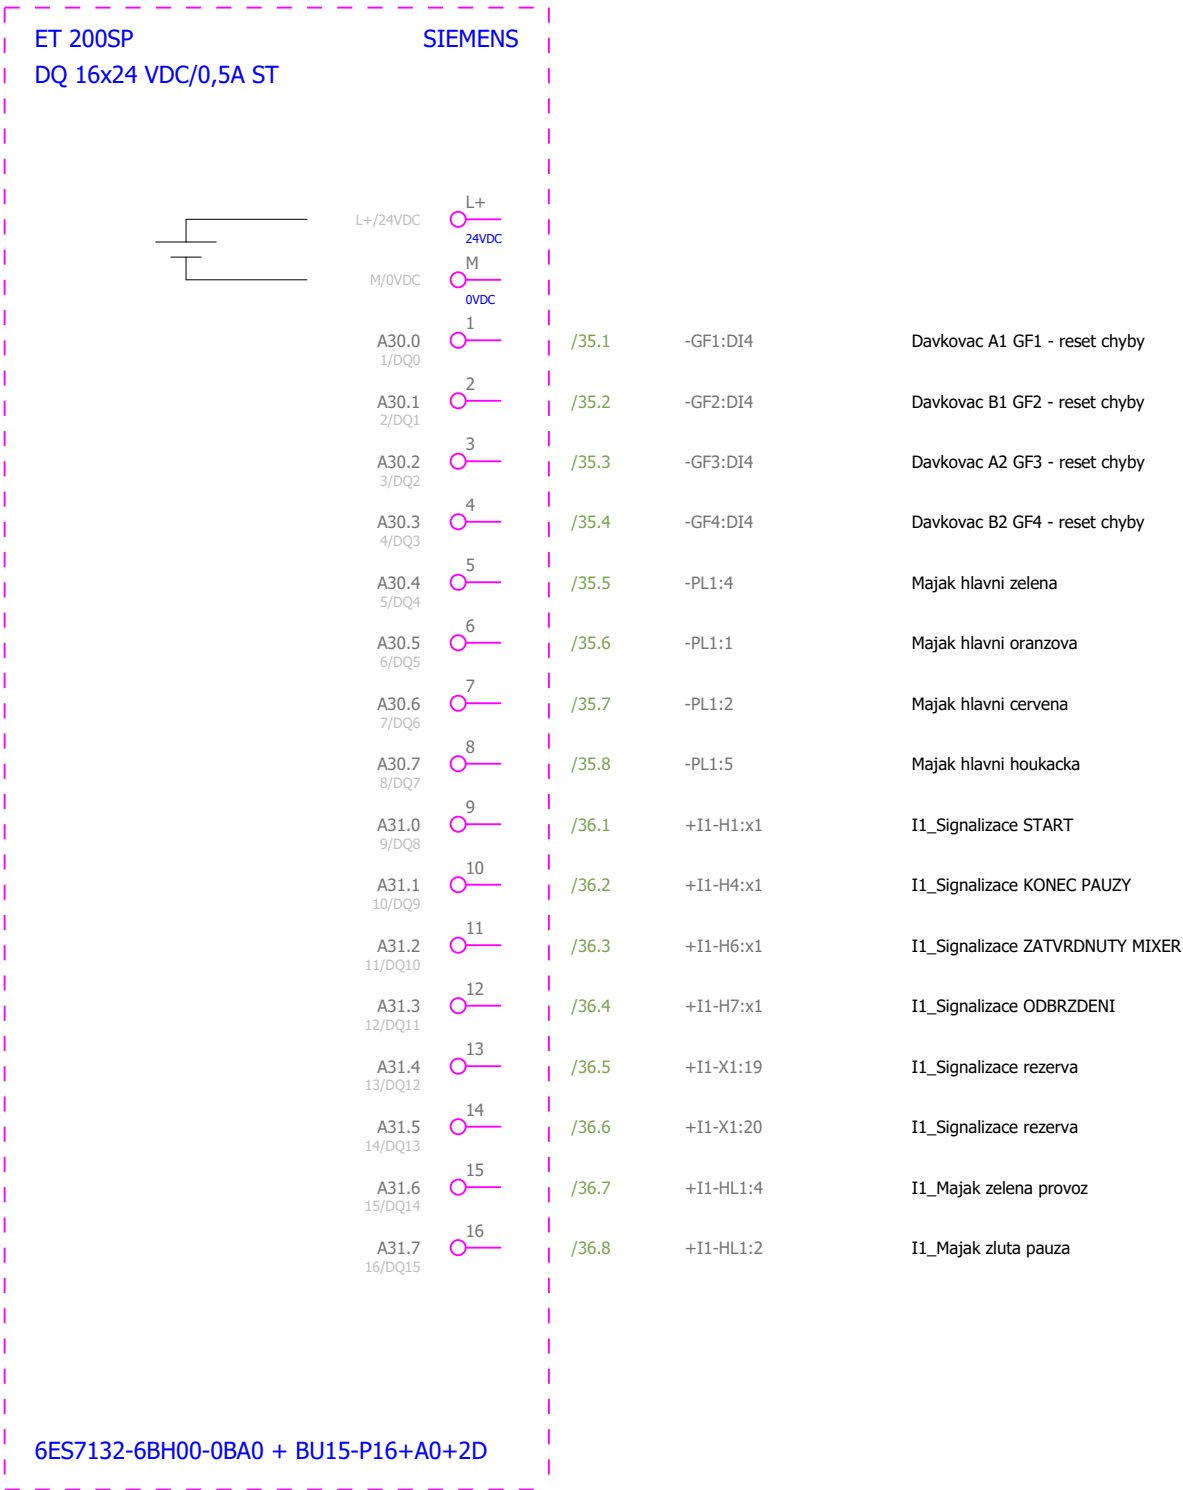 ET 200SP SIEMENS
DQ 16x24 VDC/0,5A ST
L+
L+/24VDC
24VDC
M
M/0VDC
0VDC
1
A30.0 /35.1 -GF1:DI4 Davkovac A1 GF1 - reset chyby
1/DQ0
2
A30.1 /35.2 -GF2:DI4 Davkovac B1 GF2 - reset chyby
2/DQ1
3
A30.2 /35.3 -GF3:DI4 Davkovac A2 GF3 - reset chyby
3/DQ2
4
A30.3 /35.4 -GF4:DI4 Davkovac B2 GF4 - reset chyby
4/DQ3
5
A30.4 /35.5 -PL1:4 Majak hlavni zelena
5/DQ4
6
A30.5 /35.6 -PL1:1 Majak hlavni oranzova
6/DQ5
7
A30.6 /35.7 -PL1:2 Majak hlavni cervena
7/DQ6
8
A30.7 /35.8 -PL1:5 Majak hlavni houkacka
8/DQ7
9
A31.0 /36.1 +I1-H1:x1 I1_Signalizace START
9/DQ8
10
A31.1 /36.2 +I1-H4:x1 I1_Signalizace KONEC PAUZY
10/DQ9
11
A31.2 /36.3 +I1-H6:x1 I1_Signalizace ZATVRDNUTY MIXER
11/DQ10
12
A31.3 /36.4 +I1-H7:x1 I1_Signalizace ODBRZDENI
12/DQ11
13
A31.4 /36.5 +I1-X1:19 I1_Signalizace rezerva
13/DQ12
14
A31.5 /36.6 +I1-X1:20 I1_Signalizace rezerva
14/DQ13
15
A31.6 /36.7 +I1-HL1:4 I1_Majak zelena provoz
15/DQ14
16
A31.7 /36.8 +I1-HL1:2 I1_Majak zluta pauza
16/DQ15
6ES7132-6BH00-0BA0 + BU15-P16+A0+2D